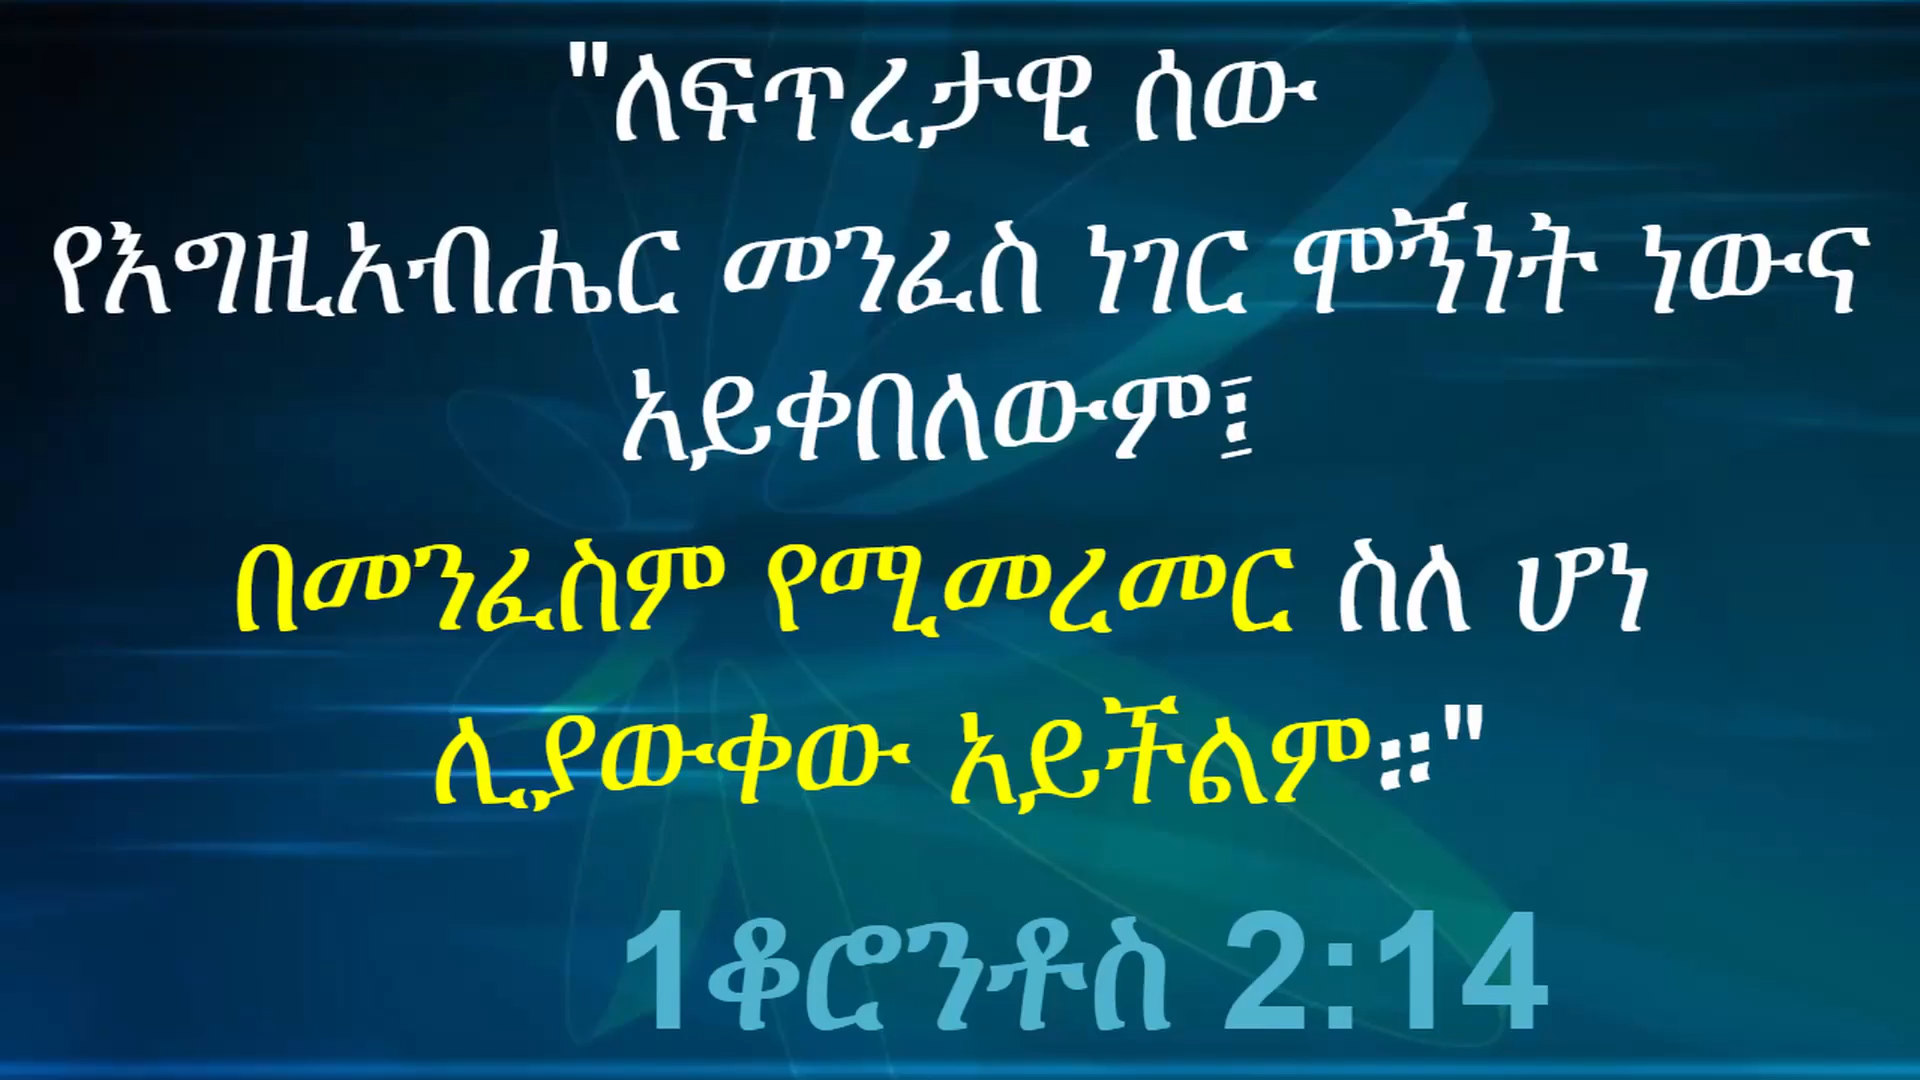 "ለፍጥረታዊ ሰው
የእግዚአብሔር መንፈስ ነገር ሞኝነት ነውና
አይቀበለውም፤
በመንፈስም የሚመረመር ስለ ሆነ
ሊያውቀው አይችልም።"
1ቆሮንቶስ 2:14